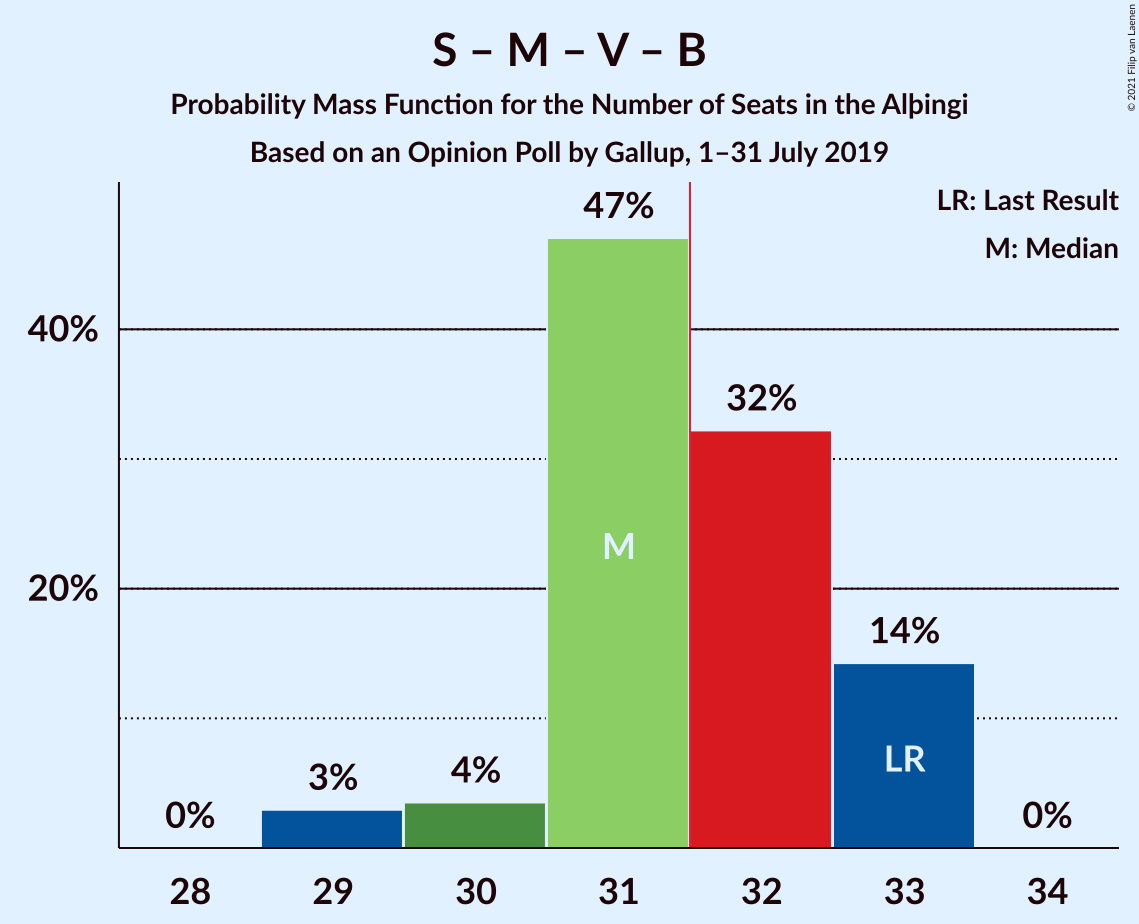 S – M – V – B
Probability Mass Function for the Number of Seats in the Alþingi
Based on an Opinion Poll by Gallup, 1–31 July 2019
© 2021 Filip van Laenen
LR: Last Result
M: Median
47%
40%
32%
M
20%
14%
LR
4%
3%
0%
0%
28 29 30 31 32 33 34